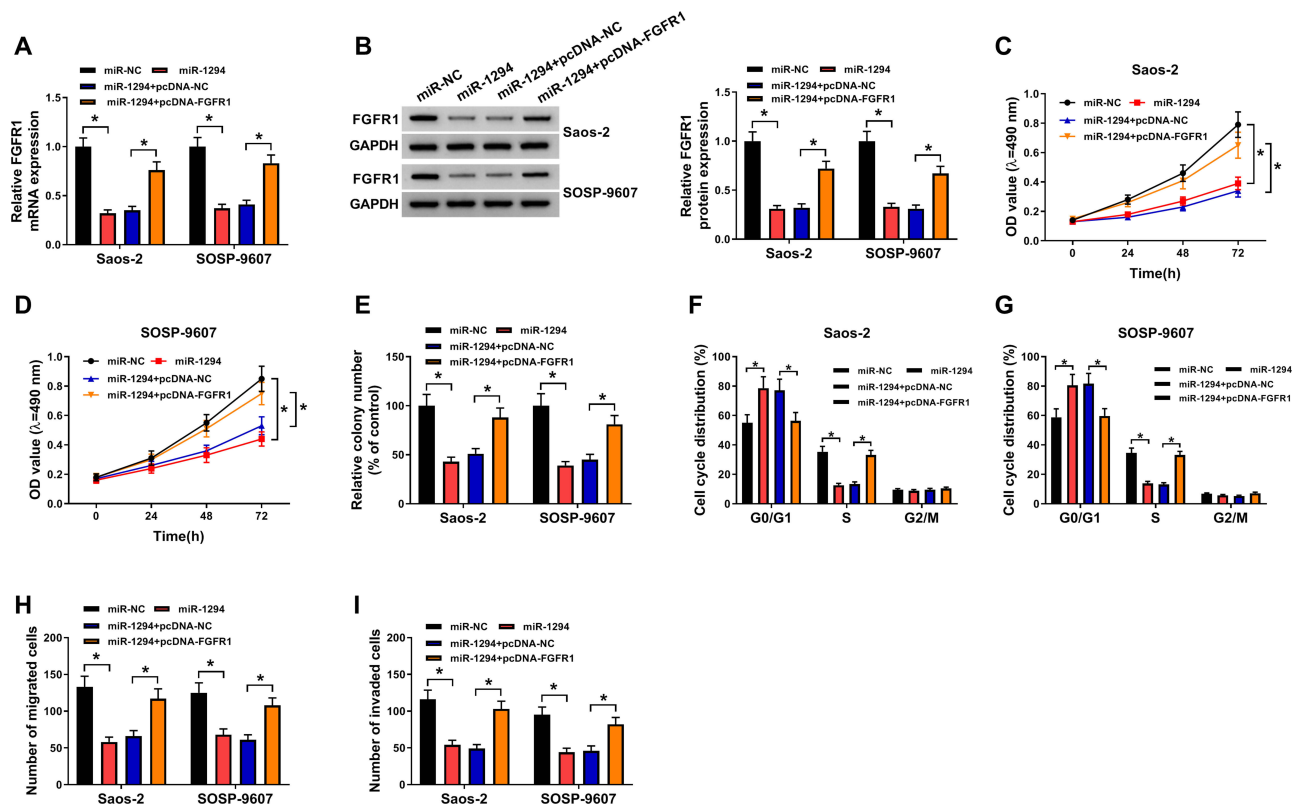 A
miR-NC miR-1294
miR-1294+pcDNA-NC
miR-1294+pcDNA-FGFR1
Relative FGFR1
mRNA expression
1.5
1.0
0.5
0.0
* * * *
Saos-2 SOSP-9607
B
miR-NC
miR-1294
miR-1294+pcDNA-NC
miR-1294+pcDNA-FGFR1
FGFR1
GAPDH
Saos-2
FGFR1
GAPDH
SOSP-9607
miR-NC miR-1294
miR-1294+pcDNA-NC
miR-1294+pcDNA-FGFR1
Relative FGFR1
protein expression
1.5
1.0
0.5
0.0
* * * *
Saos-2 SOSP-9607
C
Saos-2
miR-NC miR-1294
miR-1294+pcDNA-NC
miR-1294+pcDNA-FGFR1
OD value (λ=490 nm)
1.0
0.8
0.6
0.4
0.2
0.0
* *
0 24 48 72
Time(h)
D
SOSP-9607
miR-NC miR-1294
miR-1294+pcDNA-NC
miR-1294+pcDNA-FGFR1
OD value (λ=490 nm)
1.0
0.8
0.6
0.4
0.2
0.0
* *
0 24 48 72
Time(h)
E
miR-NC miR-1294
miR-1294+pcDNA-NC
miR-1294+pcDNA-FGFR1
Relative colony number
(% of control)
150
100
50
0
* * * *
Saos-2 SOSP-9607
F
Saos-2
miR-NC miR-1294
miR-1294+pcDNA-NC
miR-1294+pcDNA-FGFR1
Cell cycle distribution (%)
100
80
60
40
20
0
* * * *
G0/G1 S G2/M
G
SOSP-9607
miR-NC miR-1294
miR-1294+pcDNA-NC
miR-1294+pcDNA-FGFR1
Cell cycle distribution (%)
100
80
60
40
20
0
* * * *
G0/G1 S G2/M
H
miR-NC miR-1294
miR-1294+pcDNA-NC
miR-1294+pcDNA-FGFR1
Number of migrated cells
200
150
100
50
0
* * * *
Saos-2 SOSP-9607
I
miR-NC miR-1294
miR-1294+pcDNA-NC
miR-1294+pcDNA-FGFR1
Number of invaded cells
200
150
100
50
0
* * * *
Saos-2 SOSP-9607